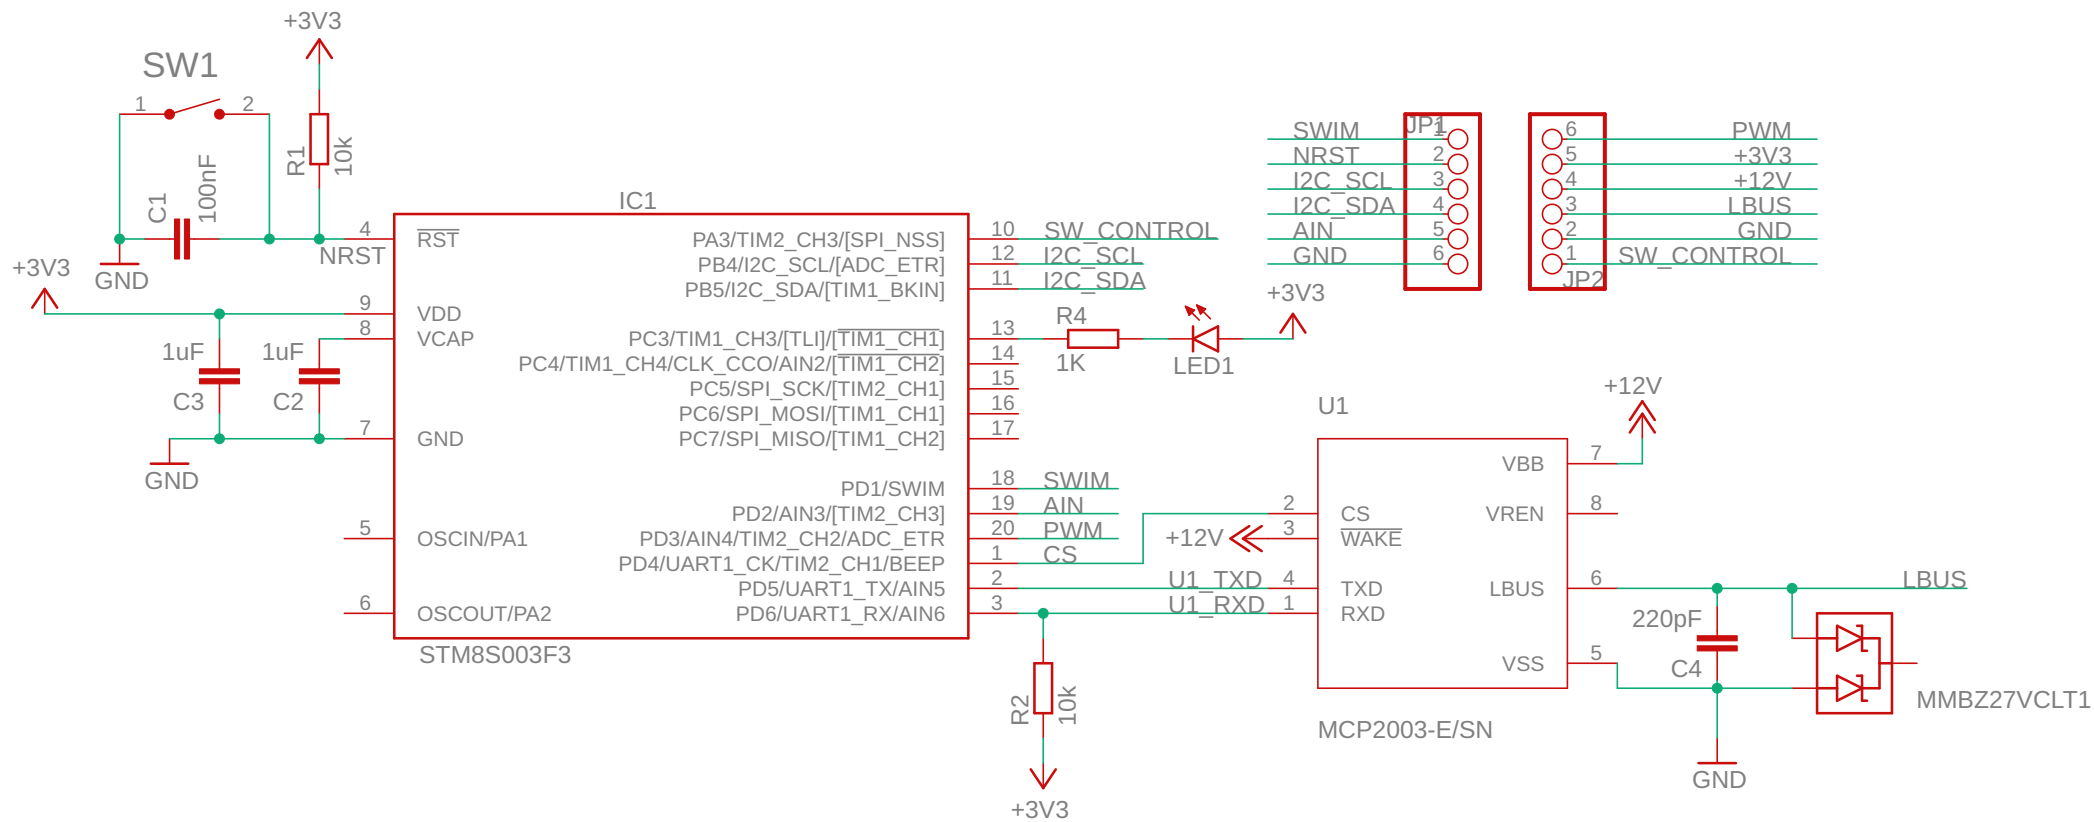 +3V3
SW1
1 2
R1
10k
C1
100nF
GND
4
NRST
+3V3
9
8
1uF
C3
1uF
C2
7
GND
5
6
IC1
RST
VDD
VCAP
GND
OSCIN/PA1
OSCOUT/PA2
PA3/TIM2_CH3/[SPI_NSS]
PB4/I2C_SCL/[ADC_ETR]
PB5/I2C_SDA/[TIM1_BKIN]
PC3/TIM1_CH3/[TLI]/[TIM1_CH1]
PC4/TIM1_CH4/CLK_CCO/AIN2/[TIM1_CH2]
PC5/SPI_SCK/[TIM2_CH1]
PC6/SPI_MOSI/[TIM1_CH1]
PC7/SPI_MISO/[TIM1_CH2]
PD1/SWIM
PD2/AIN3/[TIM2_CH3]
PD3/AIN4/TIM2_CH2/ADC_ETR
PD4/UART1_CK/TIM2_CH1/BEEP
PD5/UART1_TX/AIN5
PD6/UART1_RX/AIN6
STM8S003F3
10 SW_CONTROL
12 I2C_SCL
11 I2C_SDA
13
14
15
16
17
18 SWIM
19 AIN
20 PWM
1 CS
2 U1_TXD 4
3 U1_RXD 1
R4
1K
LED1
+3V3
R2
10k
+3V3
JP1
SWIM 1
NRST 2
I2C_SCL 3
I2C_SDA 4
AIN 5
GND 6
6 PWM
5 +3V3
4 +12V
3 LBUS
2 GND
1 SW_CONTROL
JP2
U1
2 CS
+12V 3 WAKE
TXD
RXD
VBB 7
+12V
VREN 8
LBUS 6
LBUS
VSS 5
MCP2003-E/SN
220pF
C4
GND
MMBZ27VCLT1